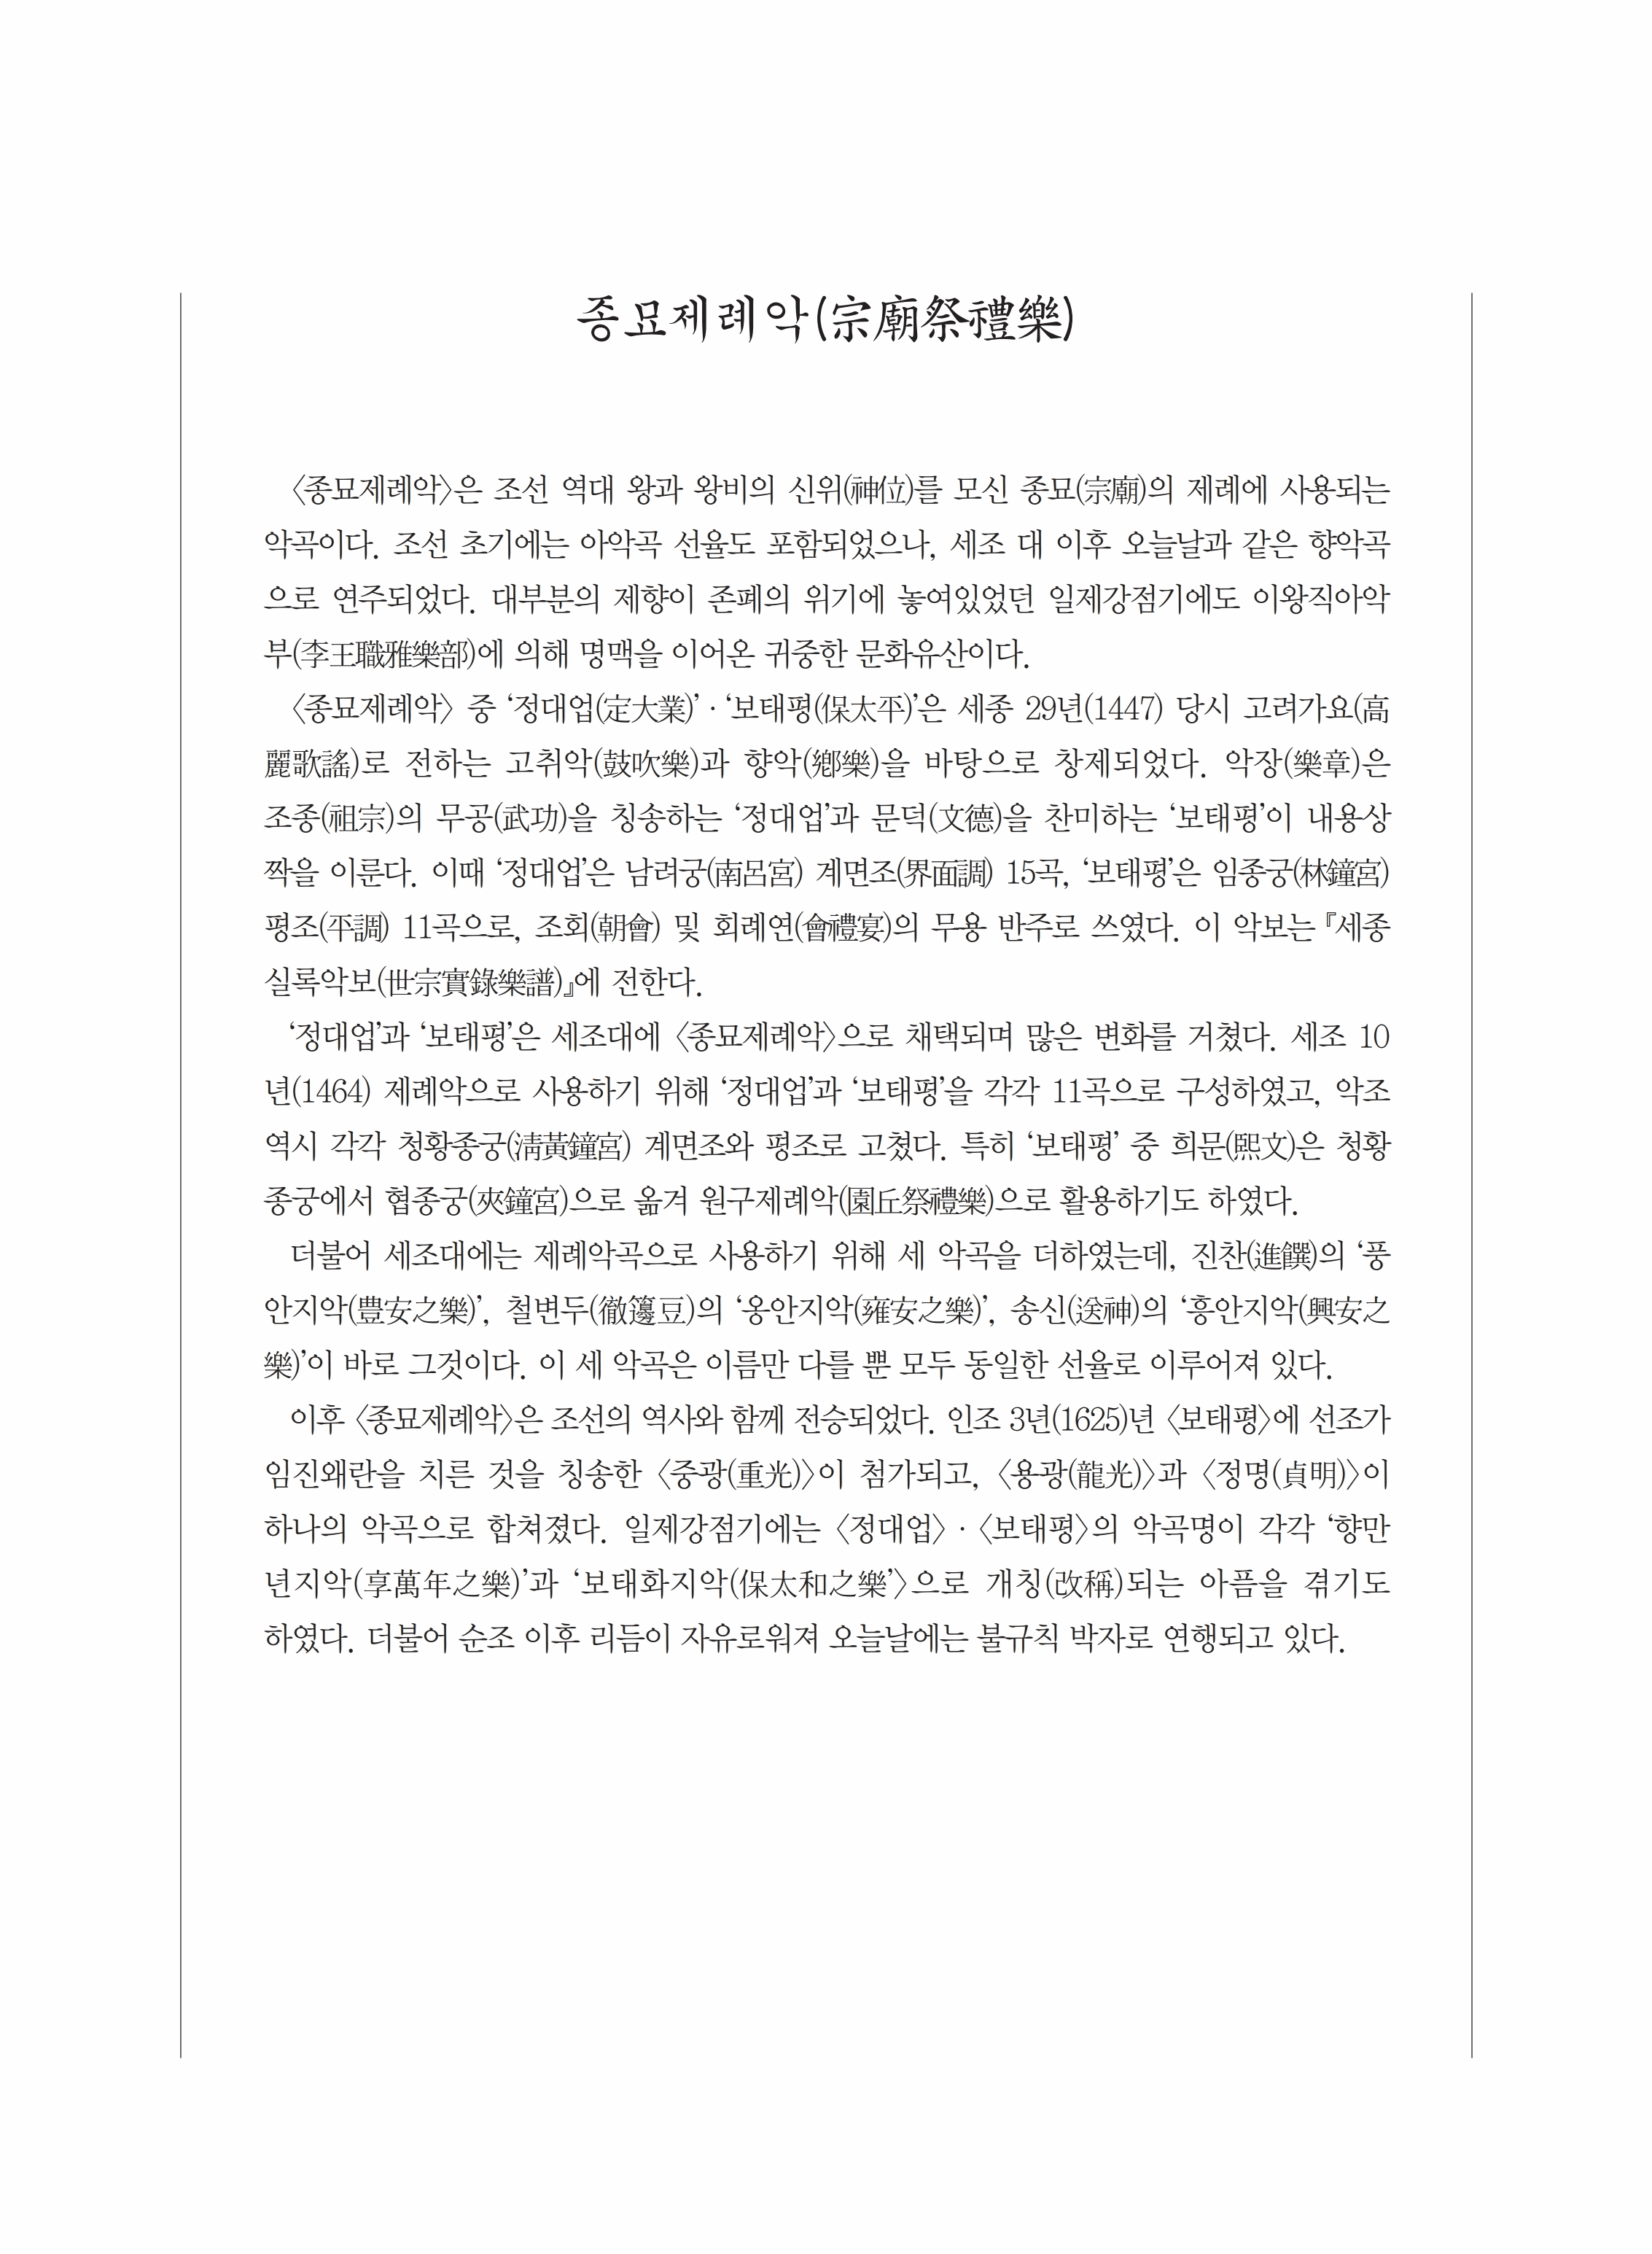 종묘제례악(宗廟祭禮樂)
〈종묘제례악〉은 조선 역대 왕과 왕비의 신위(神位)를 모신 종묘(宗廟)의 제례에 사용되는
악곡이다. 조선 초기에는 아악곡 선율도 포함되었으나, 세조 대 이후 오늘날과 같은 향악곡
으로 연주되었다. 대부분의 제향이 존폐의 위기에 놓여있었던 일제강점기에도 이왕직아악
부(李王職雅樂部)에 의해 명맥을 이어온 귀중한 문화유산이다.
〈종묘제례악〉 중 ‘정대업(定大業)’ · ‘보태평(保太平)’은 세종 29년(1447) 당시 고려가요(高
麗歌謠)로 전하는 고취악(鼓吹樂)과 향악(鄕樂)을 바탕으로 창제되었다. 악장(樂章)은
조종(祖宗)의 무공(武功)을 칭송하는 ‘정대업’과 문덕(文德)을 찬미하는 ‘보태평’이 내용상
짝을 이룬다. 이때 ‘정대업’은 남려궁(南呂宮) 계면조(界面調) 15곡, ‘보태평’은 임종궁(林鐘宮)
평조(平調) 11곡으로, 조회(朝會) 및 회례연(會禮宴)의 무용 반주로 쓰였다. 이 악보는 『세종
실록악보(世宗實錄樂譜)』에 전한다.
‘정대업’과 ‘보태평’은 세조대에 〈종묘제례악〉으로 채택되며 많은 변화를 거쳤다. 세조 10
년(1464) 제례악으로 사용하기 위해 ‘정대업’과 ‘보태평’을 각각 11곡으로 구성하였고, 악조
역시 각각 청황종궁(淸黃鐘宮) 계면조와 평조로 고쳤다. 특히 ‘보태평’ 중 희문(熙文)은 청황
종궁에서 협종궁(夾鐘宮)으로 옮겨 원구제례악(園丘祭禮樂)으로 활용하기도 하였다.
더불어 세조대에는 제례악곡으로 사용하기 위해 세 악곡을 더하였는데, 진찬(進饌)의 ‘풍
안지악(豊安之樂)’, 철변두(徹籩豆)의 ‘옹안지악(雍安之樂)’, 송신(送神)의 ‘흥안지악(興安之
樂)’이 바로 그것이다. 이 세 악곡은 이름만 다를 뿐 모두 동일한 선율로 이루어져 있다.
이후 〈종묘제례악〉은 조선의 역사와 함께 전승되었다. 인조 3년(1625)년 〈보태평〉에 선조가
임진왜란을 치른 것을 칭송한 〈중광(重光)〉이 첨가되고, 〈용광(龍光)〉과 〈정명(貞明)〉이
하나의 악곡으로 합쳐졌다. 일제강점기에는 〈정대업〉 · 〈보태평〉의 악곡명이 각각 ‘향만
년지악(享萬年之樂)’과 ‘보태화지악(保太和之樂’〉으로 개칭(改稱)되는 아픔을 겪기도
하였다. 더불어 순조 이후 리듬이 자유로워져 오늘날에는 불규칙 박자로 연행되고 있다.